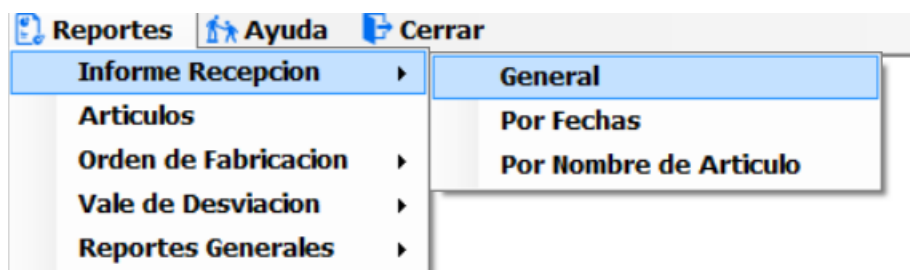 Reportes Ayuda Cerrar
Informe Recepcion
General
Articulos
Por Fechas
Orden de Fabricacion
Por Nombre de Articulo
Vale de Desviacion
Reportes Generales